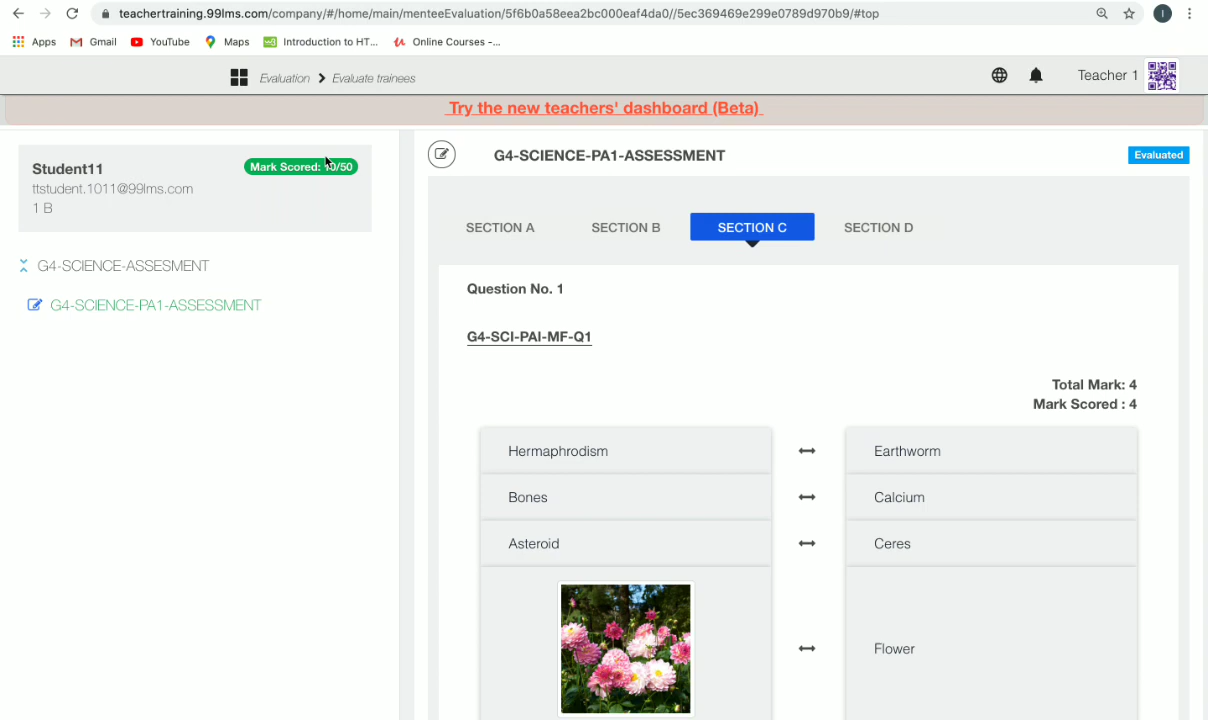 teachertraining.99lms.com/company/#/home/main/menteeEvaluation/5f6b0a58eea2bc000eaf4da0//5ec369469e299e0789d970b9/#top
I
Apps Gmail YouTube Maps Introduction to HT... Online Courses -...
Evaluation > Evaluate trainees Teacher 1
Try the new teachers' dashboard (Beta)
Student11
Mark Scored: /50
ttstudent.1011@99lms.com
1 B
G4-SCIENCE-ASSESMENT
G4-SCIENCE-PA1-ASSESSMENT
G4-SCIENCE-PA1-ASSESSMENT
Evaluated
SECTION A SECTION B SECTION C SECTION D
Question No. 1
G4-SCI-PAI-MF-Q1
Total Mark: 4
Mark Scored : 4
Hermaphrodism Earthworm
Bones Calcium
Asteroid Ceres
Flower